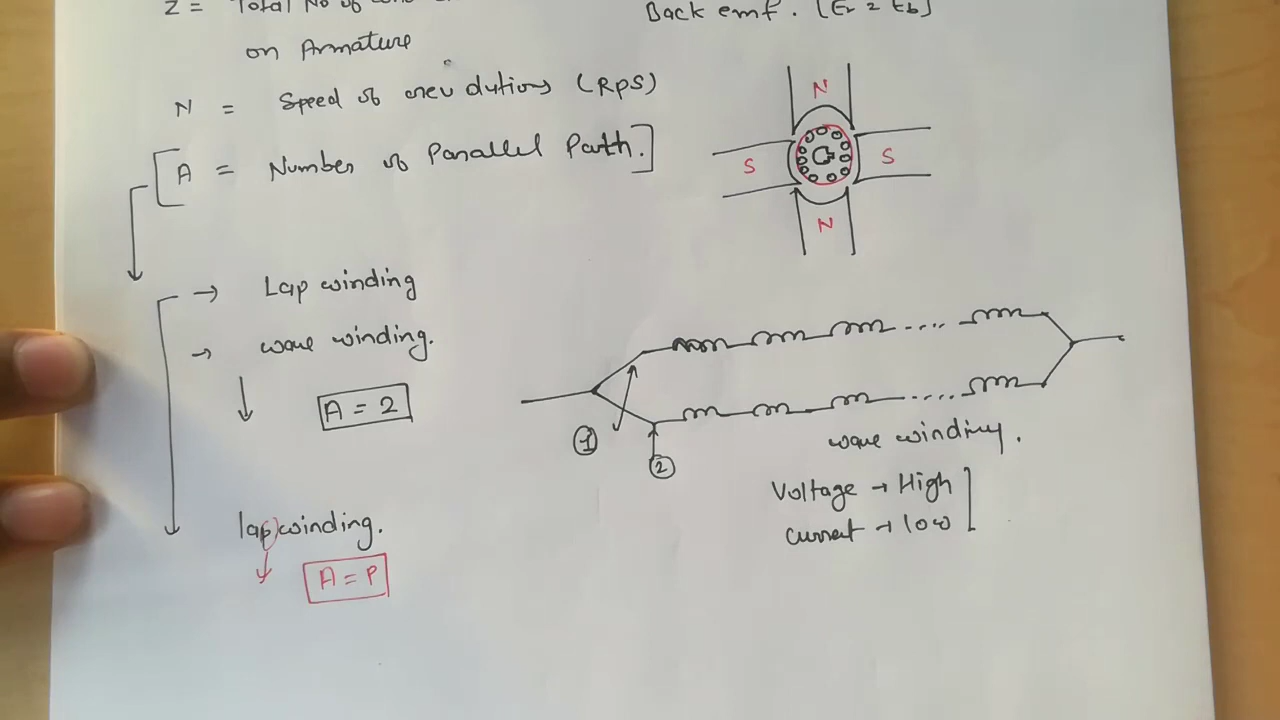 Z = Total No of
on Armature
N = Speed of (RPS)
[A = Number of Parallel Path.]
→ Lap winding
→ wave winding.
A = 2
lap winding.
A = P
Back emf. [Er = Eb]
N
S
S
N
1
2
wave winding.
Voltage → High
Current → low